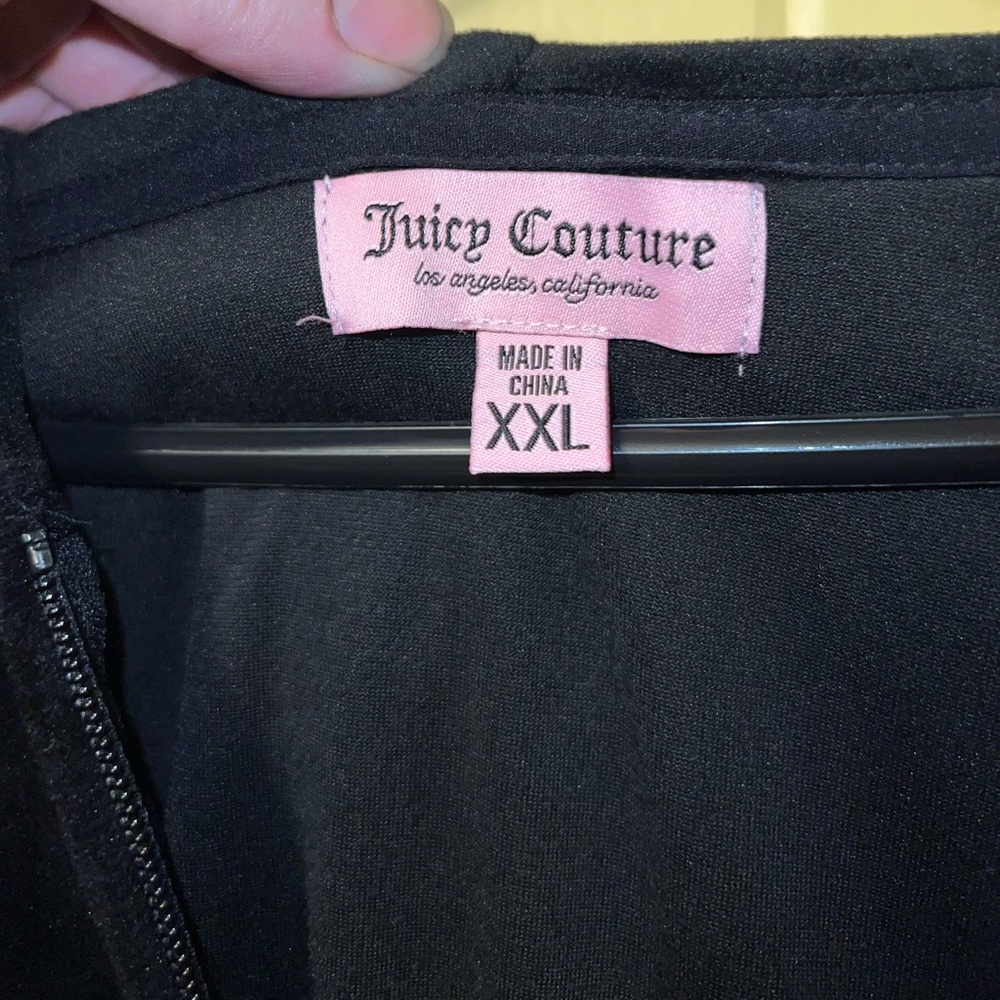 Juicy Couture
los angeles, california
MADE IN
CHINA
XXL